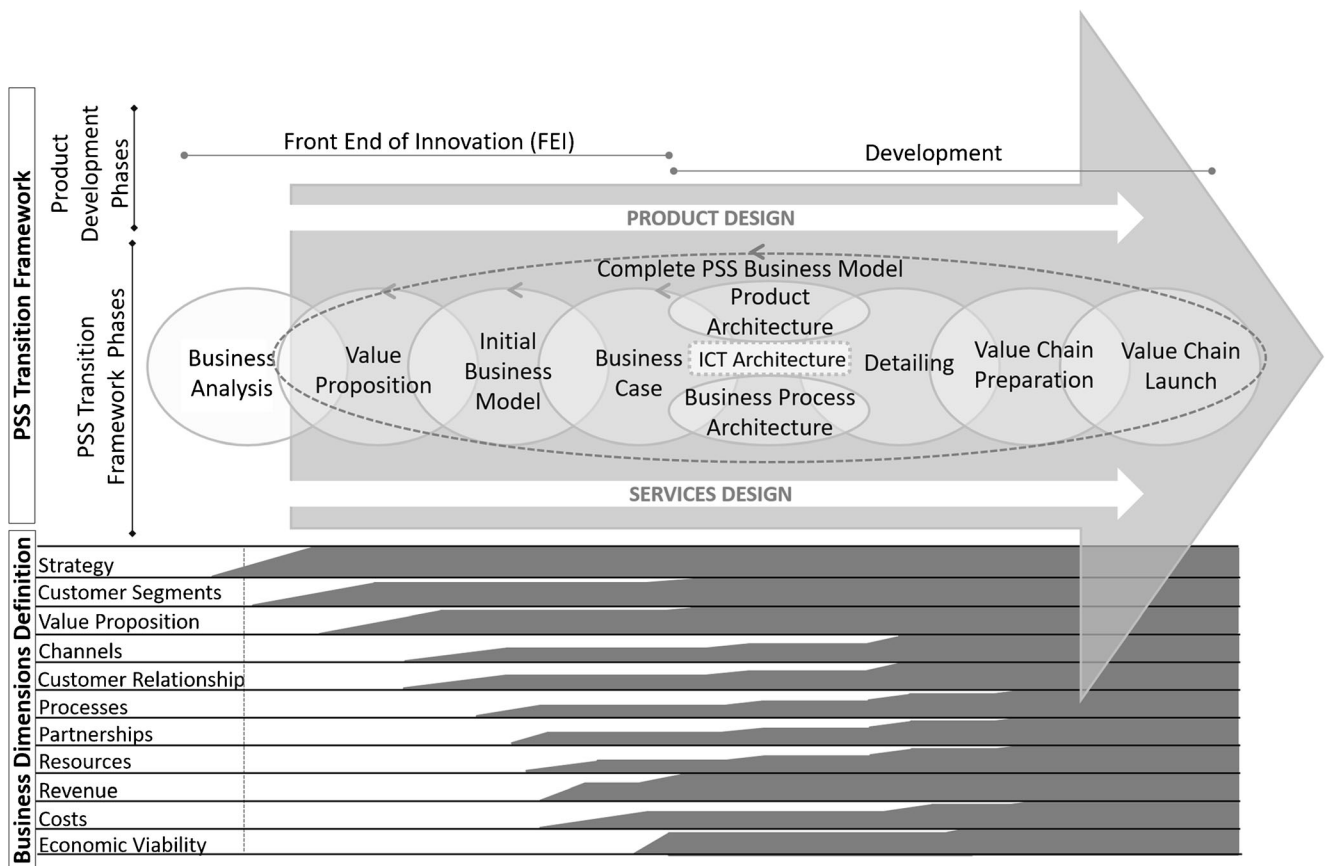 PSS Transition Framework
Product
Development
Phases
Front End of Innovation (FEI)
Development
PRODUCT DESIGN
PSS Transition
Framework Phases
Complete PSS Business Model
Business
Analysis
Value
Proposition
Initial
Business
Model
Business
Case
Product
Architecture
ICT Architecture
Business Process
Architecture
Detailing
Value Chain
Preparation
Value Chain
Launch
SERVICES DESIGN
Business Dimensions Definition
Strategy
Customer Segments
Value Proposition
Channels
Customer Relationship
Processes
Partnerships
Resources
Revenue
Costs
Economic Viability